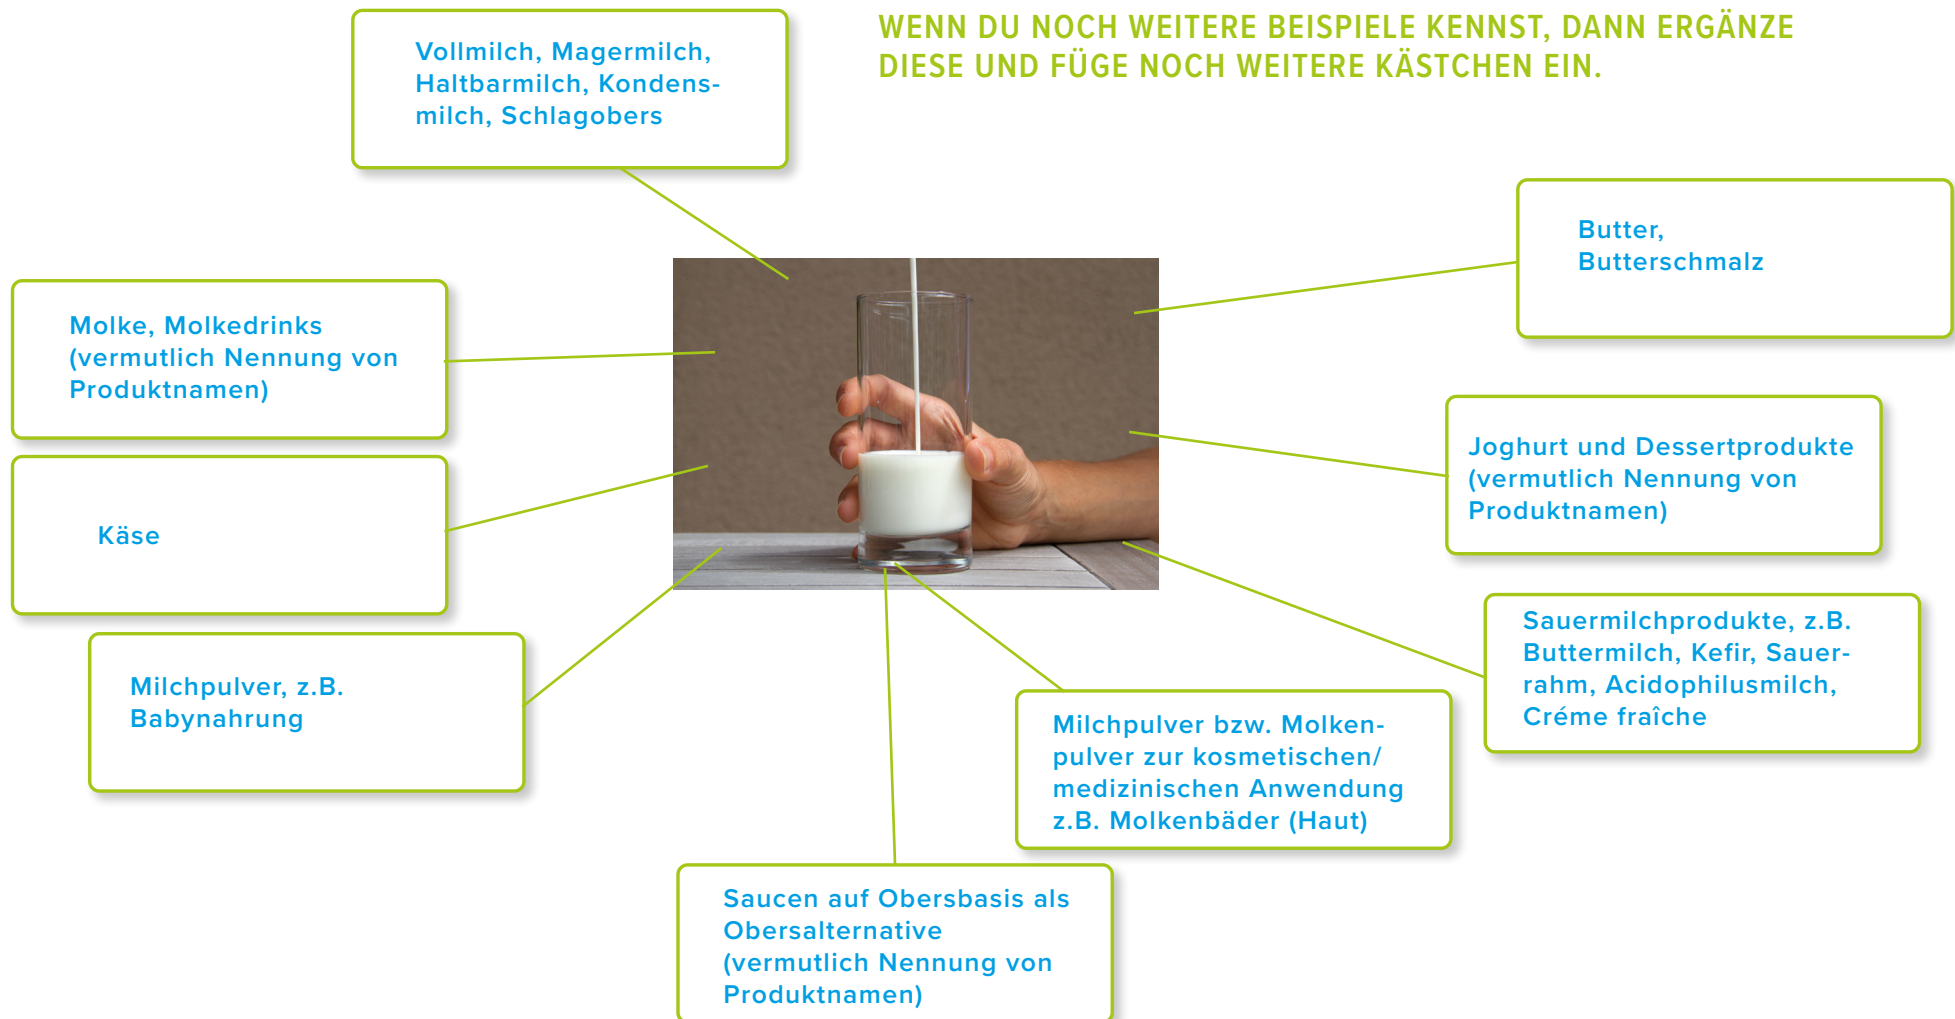 WENN DU NOCH WEITERE BEISPIELE KENNST, DANN ERGÄNZE
DIESE UND FÜGE NOCH WEITERE KÄSTCHEN EIN.
Vollmilch, Magermilch,
Haltbarmilch, Kondens-
milch, Schlagobers
Butter,
Butterschmalz
Molke, Molkedrinks
(vermutlich Nennung von
Produktnamen)
Joghurt und Dessertprodukte
(vermutlich Nennung von
Produktnamen)
Käse
Sauermilchprodukte, z.B.
Buttermilch, Kefir, Sauer-
rahm, Acidophilusmilch,
Créme fraîche
Milchpulver, z.B.
Babynahrung
Milchpulver bzw. Molken-
pulver zur kosmetischen/
medizinischen Anwendung
z.B. Molkenbäder (Haut)
Saucen auf Obersbasis als
Obersalternative
(vermutlich Nennung von
Produktnamen)